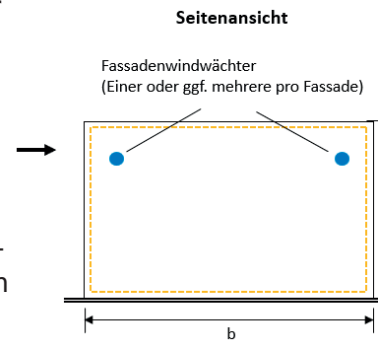 Seitenansicht
Fassadenwindwächter
(Einer oder ggf. mehrere pro Fassade)
b